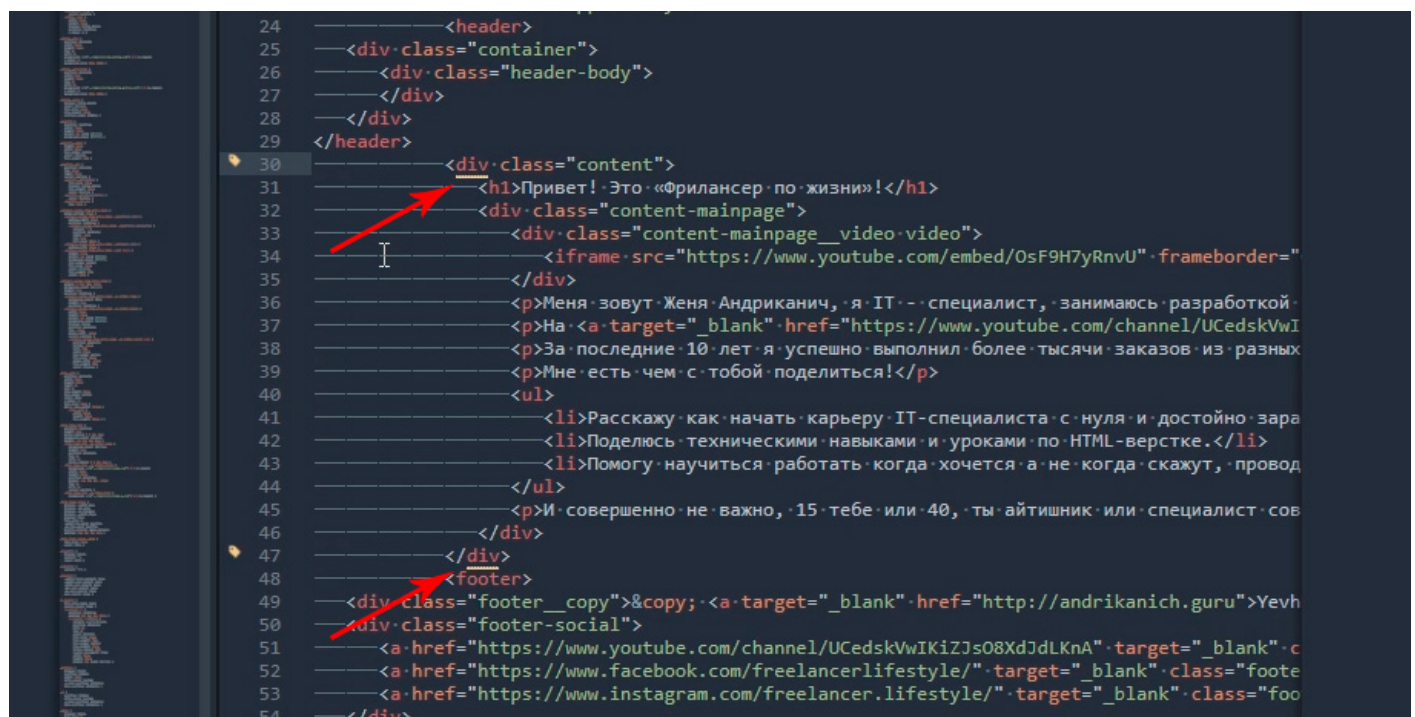 24 <header>
25 <div class="container">
26 <div class="header-body">
27 </div>
28 </div>
29 </header>
30 <div class="content">
31 <h1>Привет! Это «Фрилансер по жизни»!</h1>
32 <div class="content-mainpage">
33 <div class="content-mainpage__video video">
34 <iframe src="https://www.youtube.com/embed/OsF9H7yRnvU" frameborder="
35 </div>
36 <p>Меня зовут Женя Андриканич, я IT - специалист, занимаюсь разработкой
37 <p>На <a target="_blank" href="https://www.youtube.com/channel/UCedskVwI
38 <p>За последние 10 лет я успешно выполнил более тысячи заказов из разных
39 <p>Мне есть чем с тобой поделиться!</p>
40 <ul>
41 <li>Расскажу как начать карьеру IT-специалиста с нуля и достойно зара
42 <li>Поделюсь техническими навыками и уроками по HTML-верстке.</li>
43 <li>Помогу научиться работать когда хочется а не когда скажут, провод
44 </ul>
45 <p>И совершенно не важно, 15 тебе или 40, ты айтишник или специалист сов
46 </div>
47 </div>
48 <footer>
49 <div class="footer__copy">&copy; <a target="_blank" href="http://andrikanich.guru">Yevh
50 <div class="footer-social">
51 <a href="https://www.youtube.com/channel/UCedskVwIKiZJsO8XdJdLKnA" target="_blank" c
52 <a href="https://www.facebook.com/freelancerlifestyle/" target="_blank" class="foote
53 <a href="https://www.instagram.com/freelancer.lifestyle/" target="_blank" class="foo
54 </div>